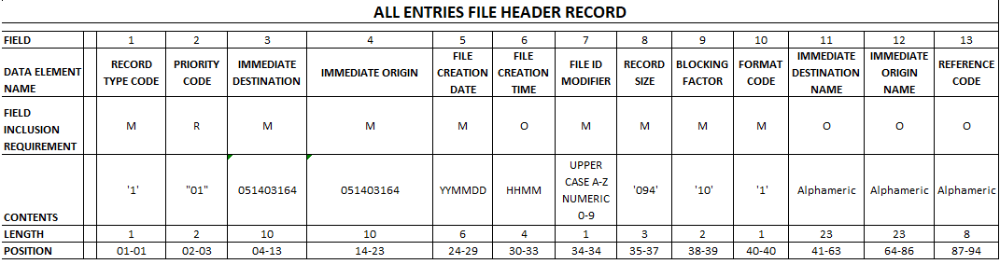 ALL ENTRIES FILE HEADER RECORD
FIELD 1 2 3 4 5 6 7 8 9 10 11 12 13
DATA ELEMENT NAME RECORD TYPE CODE PRIORITY CODE IMMEDIATE DESTINATION IMMEDIATE ORIGIN FILE CREATION DATE FILE CREATION TIME FILE ID MODIFIER RECORD SIZE BLOCKING FACTOR FORMAT CODE IMMEDIATE DESTINATION NAME IMMEDIATE ORIGIN NAME REFERENCE CODE
FIELD INCLUSION REQUIREMENT M R M M M O M M M M O O O
CONTENTS '1' "01" 051403164 051403164 YYMMDD HHMM UPPER CASE A-Z NUMERIC 0-9 '094' '10' '1' Alphameric Alphameric Alphameric
LENGTH 1 2 10 10 6 4 1 3 2 1 23 23 8
POSITION 01-01 02-03 04-13 14-23 24-29 30-33 34-34 35-37 38-39 40-40 41-63 64-86 87-94